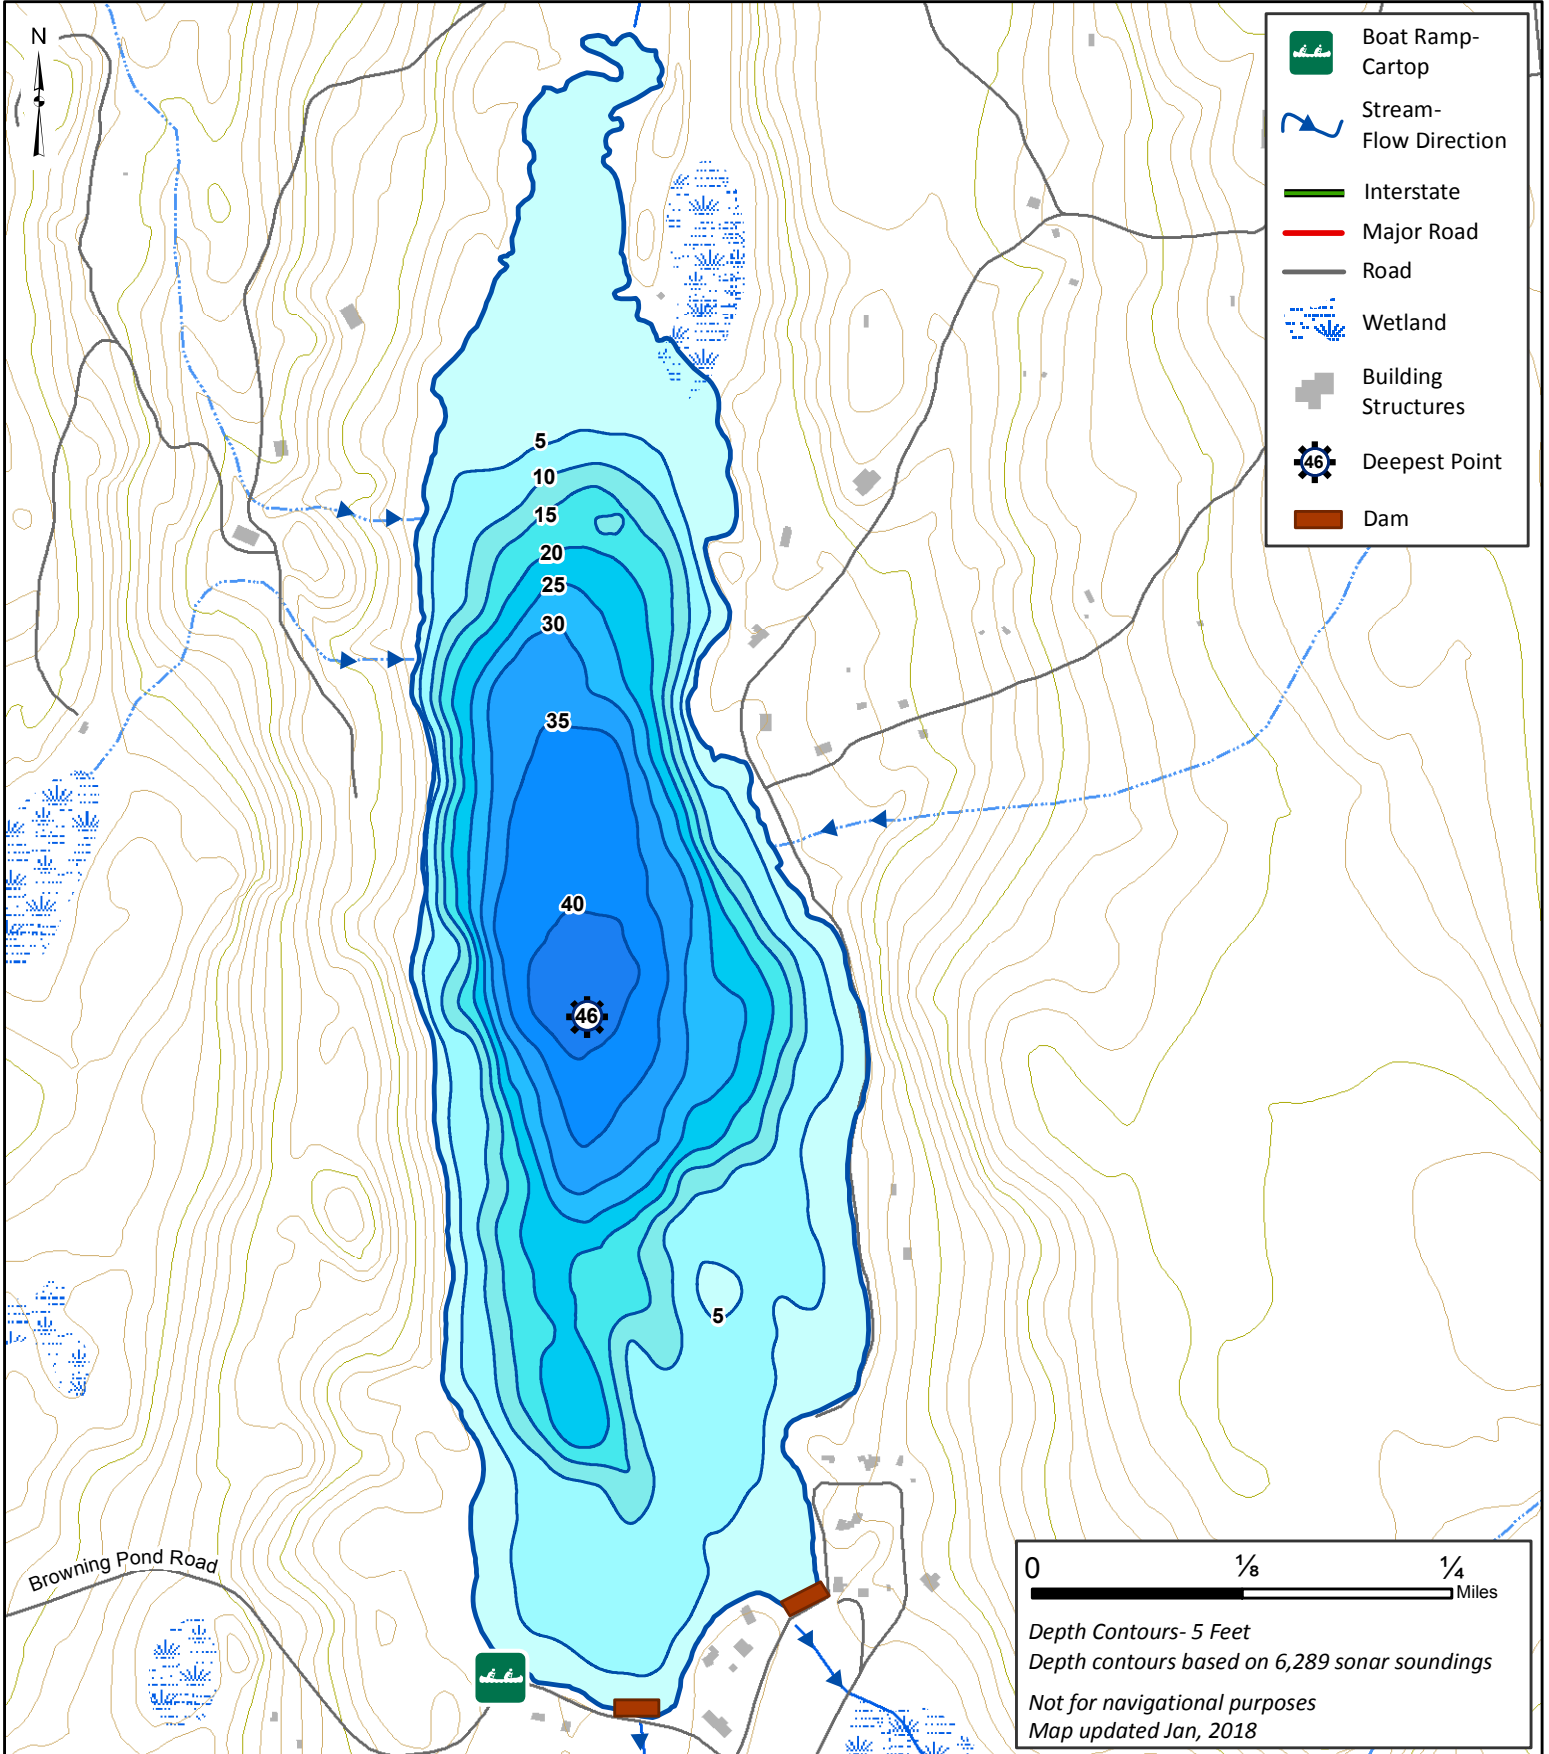 N
Boat Ramp-
Cartop
Stream-
Flow Direction
Interstate
Major Road
Road
Wetland
Building
Structures
46
Deepest Point
Dam
5
10
15
20
25
30
35
40
46
5
Browning Pond Road
0 ⅛ ¼
Miles
Depth Contours- 5 Feet
Depth contours based on 6,289 sonar soundings
Not for navigational purposes
Map updated Jan, 2018